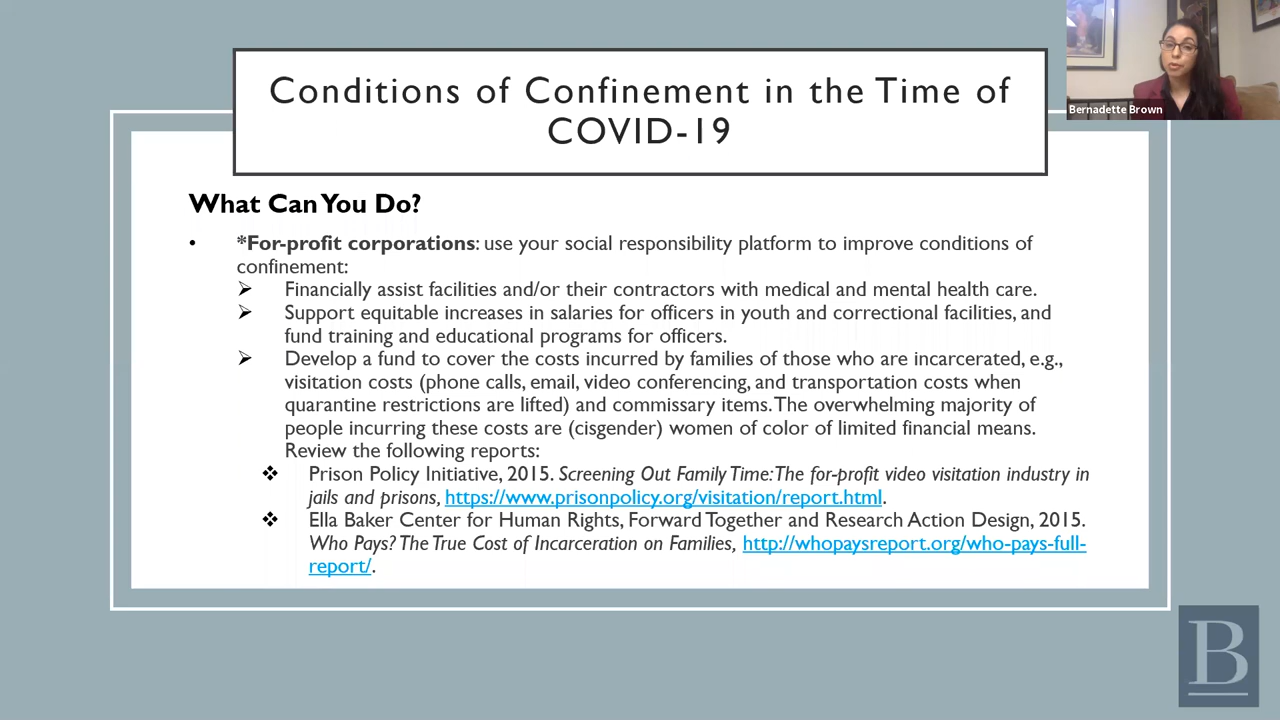 Bernadette Brown
Conditions of Confinement in the Time of
COVID-19
What Can You Do?
• *For-profit corporations: use your social responsibility platform to improve conditions of
confinement:
➢ Financially assist facilities and/or their contractors with medical and mental health care.
➢ Support equitable increases in salaries for officers in youth and correctional facilities, and
fund training and educational programs for officers.
➢ Develop a fund to cover the costs incurred by families of those who are incarcerated, e.g.,
visitation costs (phone calls, email, video conferencing, and transportation costs when
quarantine restrictions are lifted) and commissary items. The overwhelming majority of
people incurring these costs are (cisgender) women of color of limited financial means.
Review the following reports:
❖ Prison Policy Initiative, 2015. Screening Out Family Time: The for-profit video visitation industry in
jails and prisons, https://www.prisonpolicy.org/visitation/report.html.
❖ Ella Baker Center for Human Rights, Forward Together and Research Action Design, 2015.
Who Pays? The True Cost of Incarceration on Families, http://whopaysreport.org/who-pays-full-
report/.
B